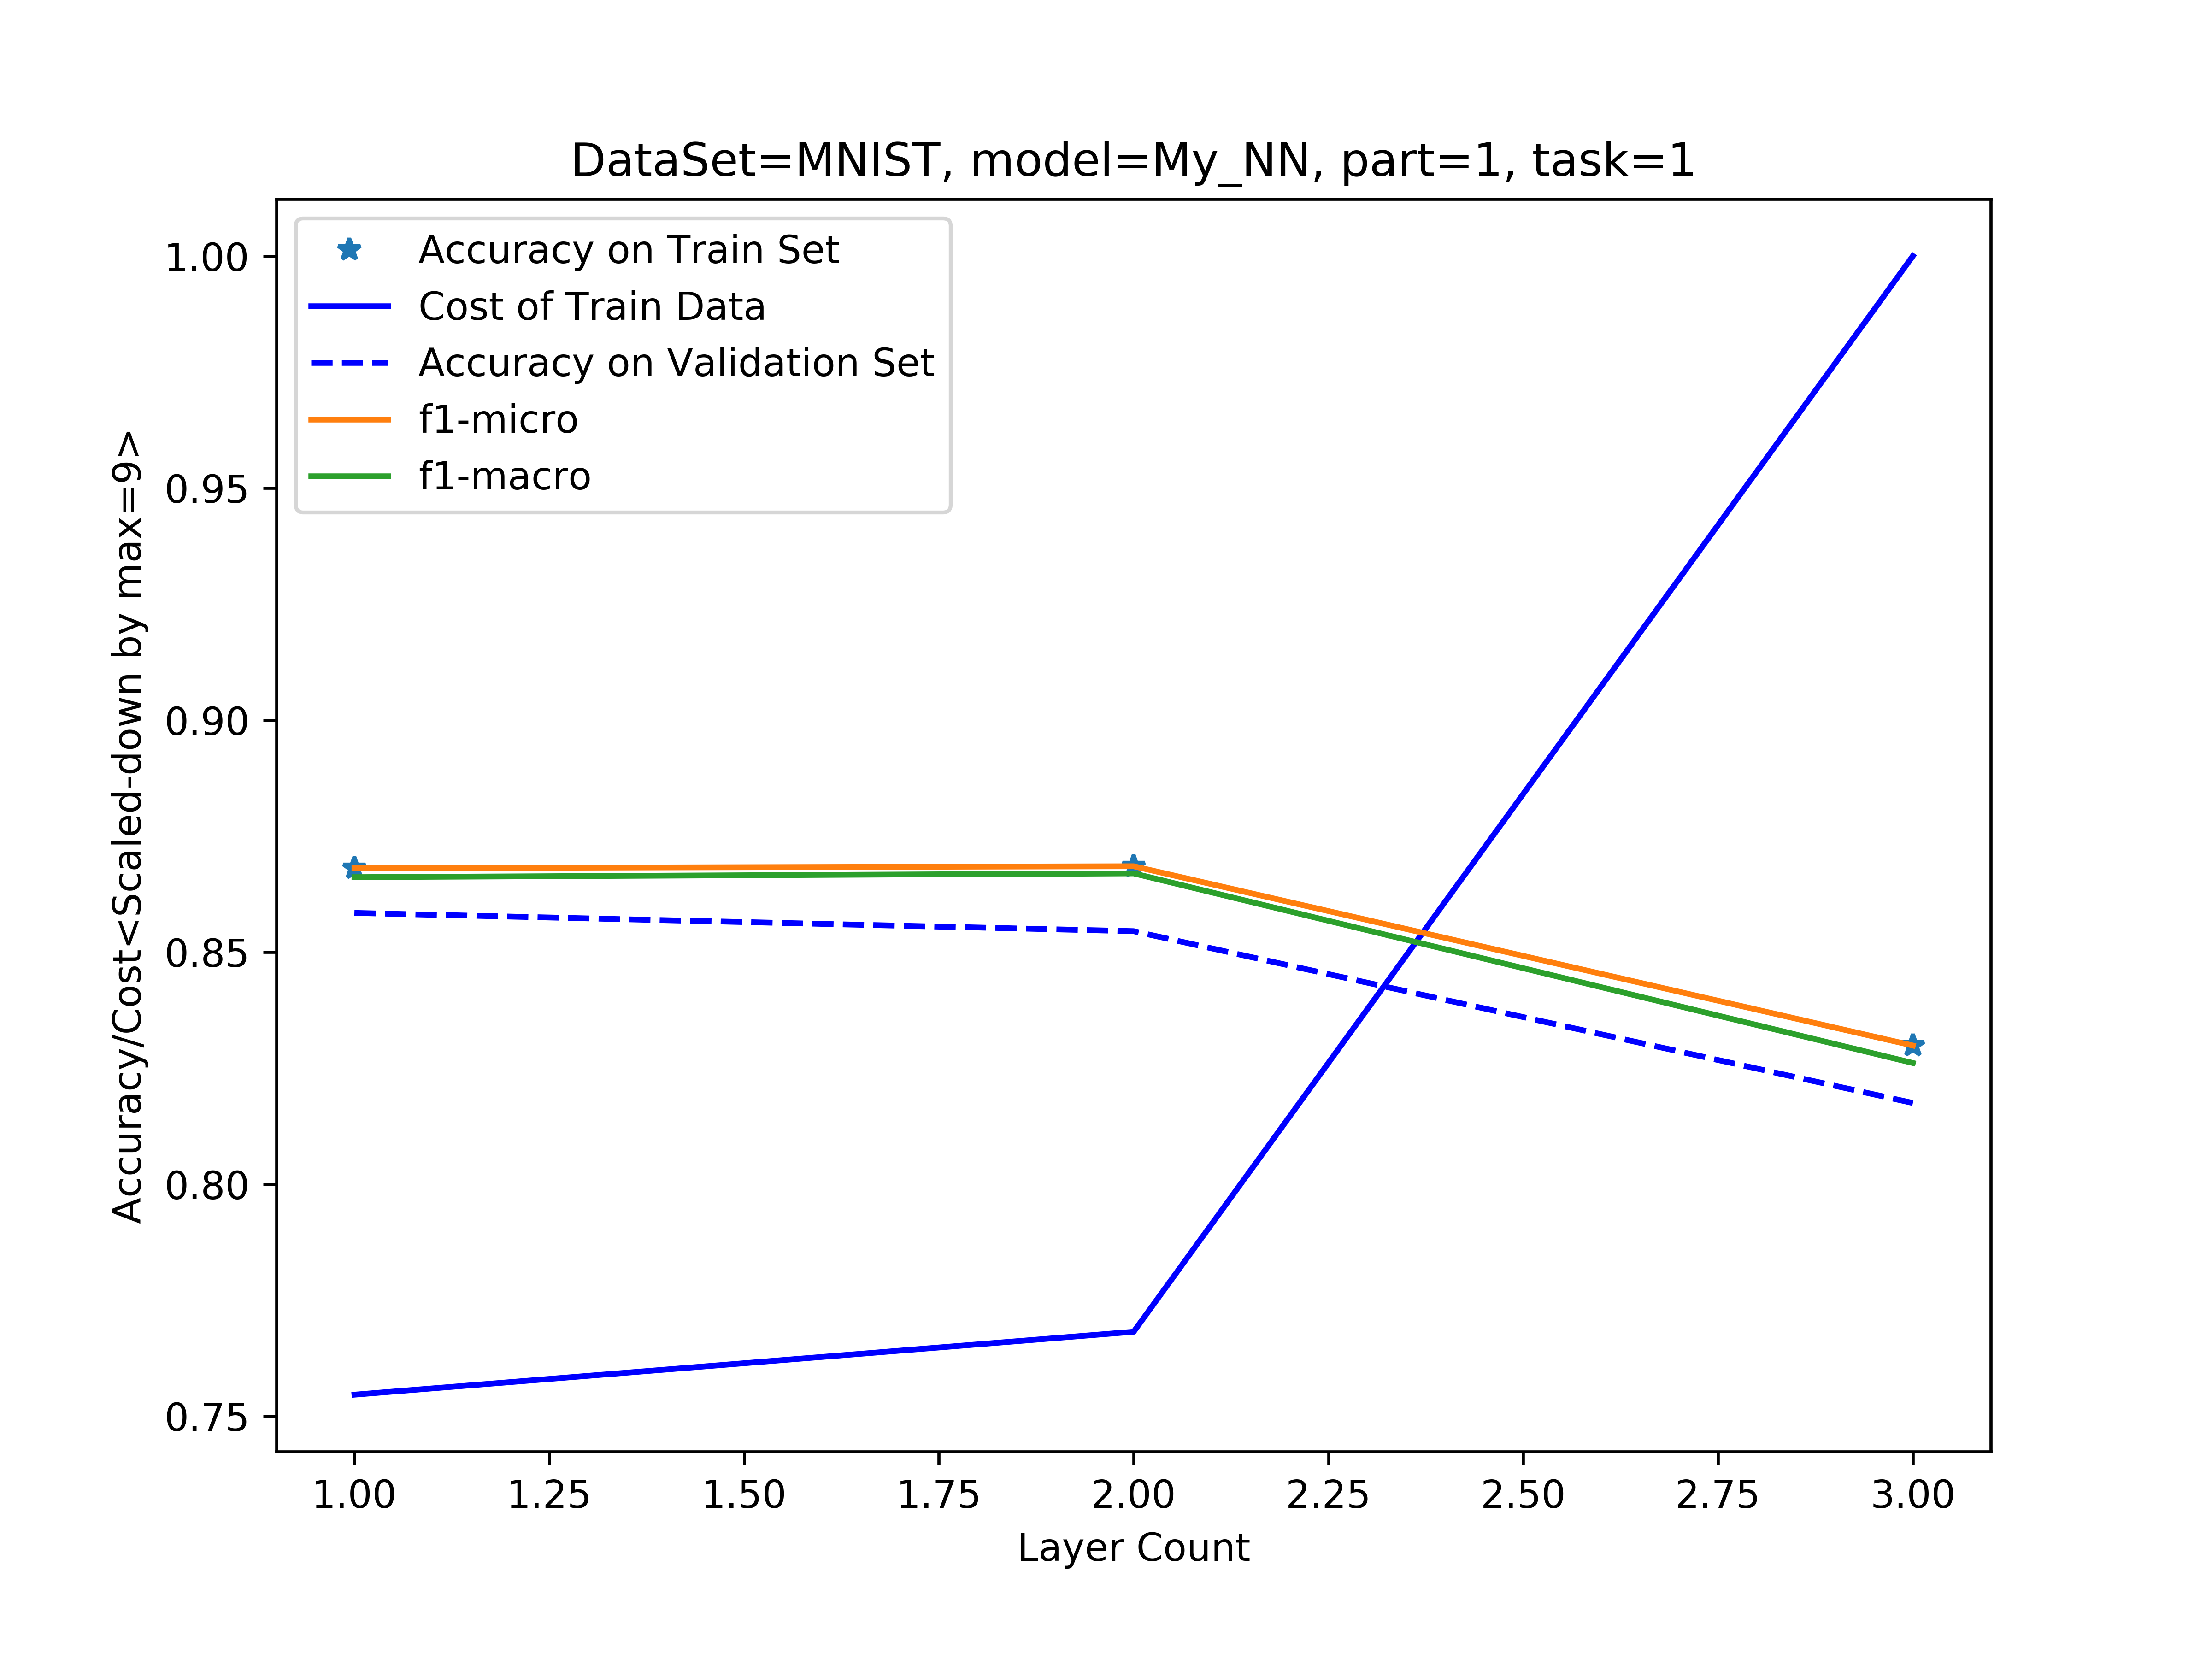 DataSet=MNIST, model=My_NN, part=1, task=1
Accuracy on Train Set
Cost of Train Data
Accuracy on Validation Set
f1-micro
f1-macro
Accuracy/Cost<Scaled-down by max=9>
1.00
0.95
0.90
0.85
0.80
0.75
1.00 1.25 1.50 1.75 2.00 2.25 2.50 2.75 3.00
Layer Count